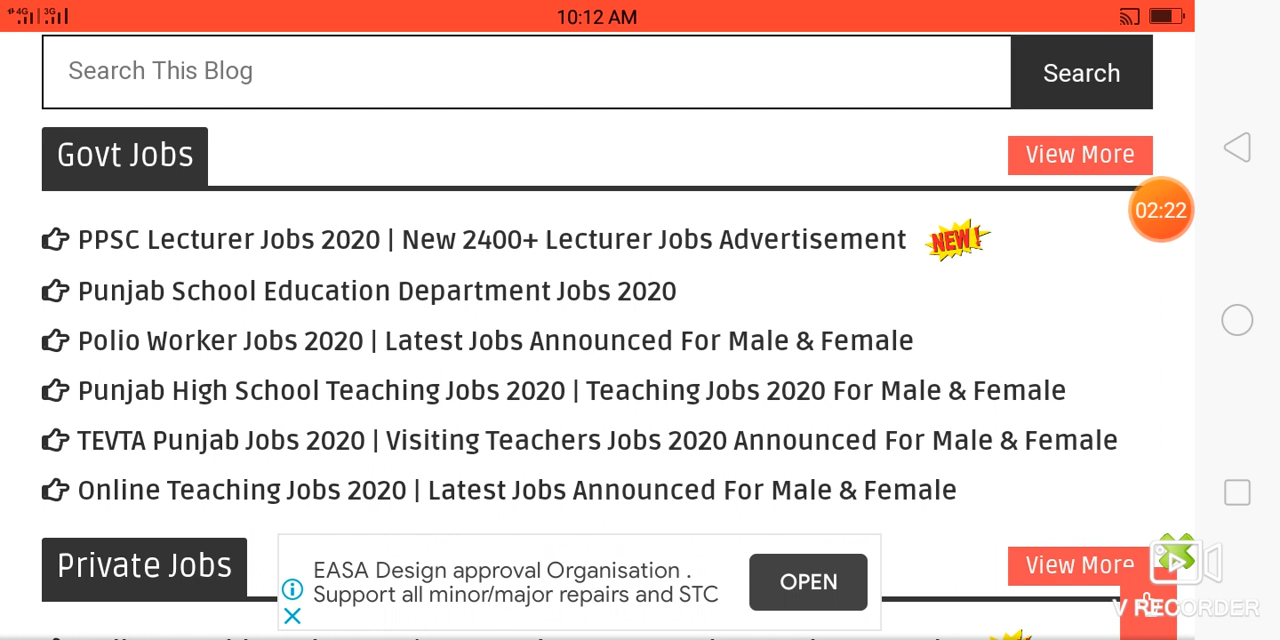 4G 3G 10:12 AM
Search This Blog Search
Govt Jobs View More
02:22
PPSC Lecturer Jobs 2020 | New 2400+ Lecturer Jobs Advertisement NEW!
Punjab School Education Department Jobs 2020
Polio Worker Jobs 2020 | Latest Jobs Announced For Male & Female
Punjab High School Teaching Jobs 2020 | Teaching Jobs 2020 For Male & Female
TEVTA Punjab Jobs 2020 | Visiting Teachers Jobs 2020 Announced For Male & Female
Online Teaching Jobs 2020 | Latest Jobs Announced For Male & Female
Private Jobs View More
EASA Design approval Organisation .
Support all minor/major repairs and STC
OPEN
V RECORDER